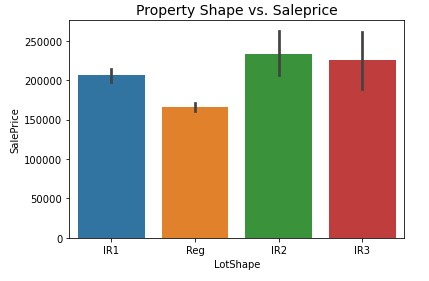 Property Shape vs. Saleprice
250000
200000
150000
100000
50000
0
SalePrice
IR1 Reg IR2 IR3
LotShape